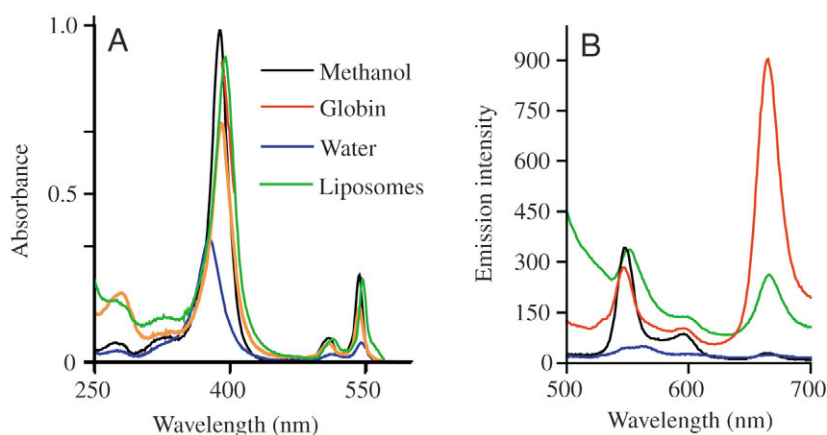 A
1.0
0.5
0
Absorbance
250
400
550
Wavelength (nm)
Methanol
Globin
Water
Liposomes
B
900
750
600
450
300
150
0
Emission intensity
500
600
700
Wavelength (nm)